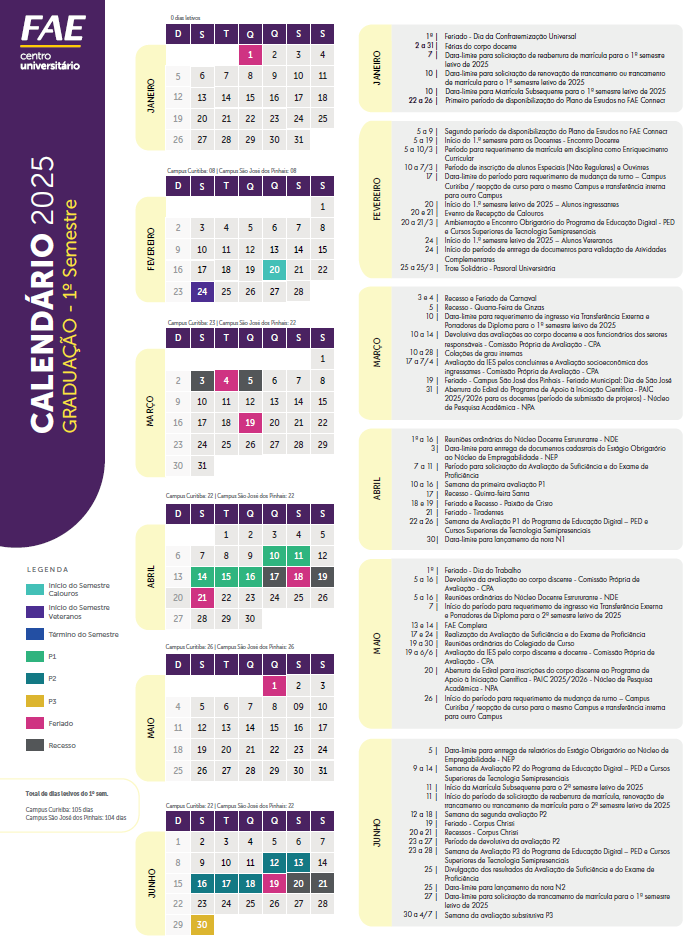 FAE
centro
universitário
CALENDÁRIO 2025
GRADUAÇÃO - 1º Semestre
LEGENDA
Início do Semestre
Calouros
Início do Semestre
Veteranos
Término do Semestre
P1
P2
P3
Feriado
Recesso
Total de dias letivos do 1º sem.
Campus Curitiba: 105 dias
Campus São José dos Pinhais: 104 dias
0 dias letivos
JANEIRO
D S T Q Q S S
1 2 3 4
5 6 7 8 9 10 11
12 13 14 15 16 17 18
19 20 21 22 23 24 25
26 27 28 29 30 31
Campus Curitiba: 08 | Campus São José dos Pinhais: 08
FEVEREIRO
D S T Q Q S S
1
2 3 4 5 6 7 8
9 10 11 12 13 14 15
16 17 18 19 20 21 22
23 24 25 26 27 28
Campus Curitiba: 23 | Campus São José dos Pinhais: 22
MARÇO
D S T Q Q S S
1
2 3 4 5 6 7 8
9 10 11 12 13 14 15
16 17 18 19 20 21 22
23 24 25 26 27 28 29
30 31
Campus Curitiba: 22 | Campus São José dos Pinhais: 22
ABRIL
D S T Q Q S S
1 2 3 4 5
6 7 8 9 10 11 12
13 14 15 16 17 18 19
20 21 22 23 24 25 26
27 28 29 30
Campus Curitiba: 26 | Campus São José dos Pinhais: 26
MAIO
D S T Q Q S S
1 2 3
4 5 6 7 8 09 10
11 12 13 14 15 16 17
18 19 20 21 22 23 24
25 26 27 28 29 30 31
Campus Curitiba: 22 | Campus São José dos Pinhais: 22
JUNHO
D S T Q Q S S
1 2 3 4 5 6 7
8 9 10 11 12 13 14
15 16 17 18 19 20 21
22 23 24 25 26 27 28
29 30
JANEIRO
1º | Feriado - Dia da Confraternização Universal
2 a 31 | Férias do corpo docente
7 | Data-limite para solicitação de reabertura de matrícula para o 1º semestre
letivo de 2025
10 | Data-limite para solicitação de renovação de trancamento ou trancamento
de matrícula para o 1º semestre letivo de 2025
10 | Data-limite para Matrícula Subsequente para o 1º semestre letivo de 2025
22 a 26 | Primeiro período de disponibilização do Plano de Estudos no FAE Connect
FEVEREIRO
5 a 9 | Segundo período de disponibilização do Plano de Estudos no FAE Connect
5 a 19 | Início do 1º semestre para os Docentes - Encontro Docente
5 a 10/3 | Período para requerimento de matrícula em disciplina como Enriquecimento
Curricular
10 a 7/3 | Período de inscrição de alunos Especiais (Não Regulares) e Ouvintes
17 | Data-limite do período para requerimento de mudança de turno – Campus
Curitiba / reopção de curso para o mesmo Campus e transferência interna
para outro Campus
20 | Início do 1.º semestre letivo de 2025 – Alunos ingressantes
20 e 21 | Evento de Recepção de Calouros
20 a 21/3 | Ambientação e Encontro Obrigatório do Programa de Educação Digital - PED
e Cursos Superiores de Tecnologia Semipresenciais
24 | Início do 1.º semestre letivo de 2025 – Alunos Veteranos
24 | Início do período de entrega de documentos para validação de Atividades
Complementares
25 a 25/3 | Trote Solidário - Pastoral Universitária
MARÇO
3 e 4 | Recesso e Feriado de Carnaval
5 | Recesso - Quarta-Feira de Cinzas
10 | Data-limite para requerimento de ingresso via Transferência Externa e
Portadores de Diploma para o 1º semestre letivo de 2025
10 a 14 | Devolutiva das avaliações ao corpo docente e aos funcionários dos setores
responsáveis - Comissão Própria de Avaliação - CPA
10 a 28 | Colações de grau internas
17 a 7/4 | Avaliação da IES pelos concluintes e Avaliação socioeconômica dos
ingressantes - Comissão Própria de Avaliação - CPA
19 | Feriado - Campus São José dos Pinhais - Feriado Municipal: Dia de São José
31 | Abertura do Edital do Programa de Apoio à Iniciação Científica - PAIC
2025/2026 para os docentes (período de submissão de projetos) - Núcleo
de Pesquisa Acadêmica - NPA
ABRIL
1º a 16 | Reuniões ordinárias do Núcleo Docente Estruturante - NDE
3 | Data-limite para entrega de documentos cadastrais do Estágio Obrigatório
ao Núcleo de Empregabilidade - NEP
7 a 11 | Período para solicitação da Avaliação de Suficiência e do Exame de
Proficiência
10 a 16 | Semana da primeira avaliação P1
17 | Recesso - Quinta-feira Santa
18 e 19 | Feriado e Recesso - Paixão de Cristo
21 | Feriado - Tiradentes
22 a 26 | Semana de Avaliação P1 do Programa de Educação Digital – PED e
Cursos Superiores de Tecnologia Semipresenciais
30 | Data-limite para lançamento da nota N1
MAIO
1º | Feriado - Dia do Trabalho
5 a 16 | Devolutiva da avaliação ao corpo discente - Comissão Própria de
Avaliação - CPA
5 a 16 | Reuniões ordinárias do Núcleo Docente Estruturante - NDE
7 | Início do período para requerimento de ingresso via Transferência Externa
e Portadores de Diploma para o 2º semestre letivo de 2025
13 e 14 | FAE Completa
17 e 24 | Realização da Avaliação de Suficiência e do Exame de Proficiência
19 a 30 | Reuniões ordinárias do Colegiado de Curso
19 a 6/6 | Avaliação da IES pelo corpo discente e docente - Comissão Própria de
Avaliação - CPA
20 | Abertura de Edital para inscrições do corpo discente ao Programa de
Apoio à Iniciação Científica - PAIC 2025/2026 - Núcleo de Pesquisa
Acadêmica - NPA
26 | Início do período para requerimento de mudança de turno – Campus
Curitiba / reopção de curso para o mesmo Campus e transferência interna
para outro Campus
JUNHO
5 | Data-limite para entrega de relatórios do Estágio Obrigatório ao Núcleo de
Empregabilidade - NEP
9 a 14 | Semana de Avaliação P2 do Programa de Educação Digital – PED e Cursos
Superiores de Tecnologia Semipresenciais
11 | Início da Matrícula Subsequente para o 2º semestre letivo de 2025
11 | Início do período de solicitação de reabertura de matrícula, renovação de
trancamento ou trancamento de matrícula para o 2º semestre letivo de 2025
12 a 18 | Semana da segunda avaliação P2
19 | Feriado - Corpus Christi
20 e 21 | Recessos - Corpus Christi
23 a 27 | Período de devolutiva da avaliação P2
23 a 28 | Semana de Avaliação P3 do Programa de Educação Digital – PED e Cursos
Superiores de Tecnologia Semipresenciais
25 | Divulgação dos resultados da Avaliação de Suficiência e do Exame de
Proficiência
25 | Data-limite para lançamento da nota N2
27 | Data-limite para solicitação de trancamento de matrícula para o 1º semestre
letivo de 2025
30 a 4/7 | Semana da avaliação substitutiva P3